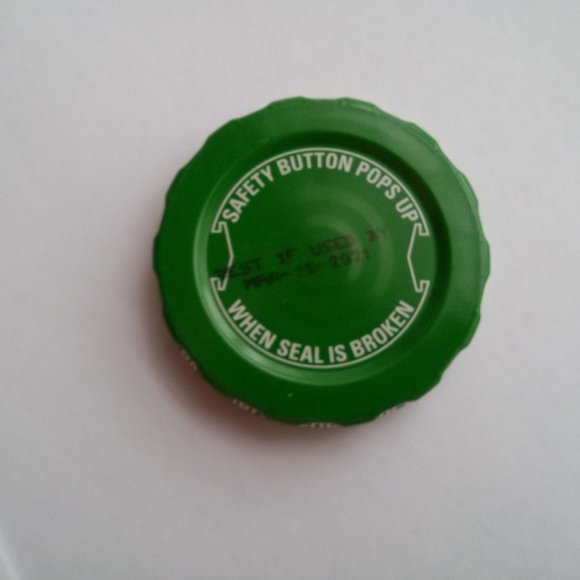 SAFETY BUTTON POPS UP
BEST IF USED BY
WHEN SEAL IS BROKEN